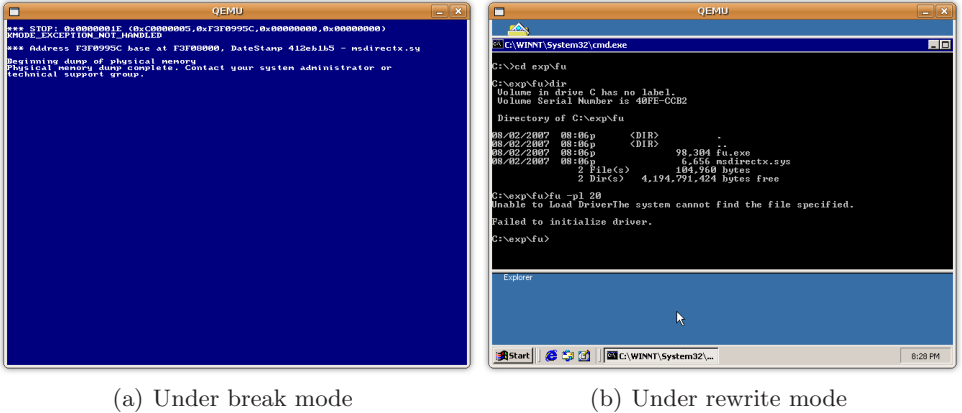 QEMU
*** STOP: 0x0000001E (0xC0000005,0xF3F0995C,0x00000000,0x00000000)
KMODE_EXCEPTION_NOT_HANDLED
*** Address F3F0995C base at F3F08000, DateStamp 412eb1b5 - msdirectx.sy
Beginning dump of physical memory
Physical memory dump complete. Contact your system administrator or
technical support group.
(a) Under break mode
QEMU
C:\WINNT\System32\cmd.exe
C:\>cd exp\fu
C:\exp\fu>dir
Volume in drive C has no label.
Volume Serial Number is 40FE-CCB2
Directory of C:\exp\fu
08/02/2007 08:06p <DIR> .
08/02/2007 08:06p <DIR> ..
08/02/2007 08:06p 98,304 fu.exe
08/02/2007 08:06p 6,656 msdirectx.sys
2 File(s) 104,960 bytes
2 Dir(s) 4,194,791,424 bytes free
C:\exp\fu>fu -pl 20
Unable to Load DriverThe system cannot find the file specified.
Failed to initialize driver.
C:\exp\fu>
Explorer
Start
C:\WINNT\System32\...
8:28 PM
(b) Under rewrite mode